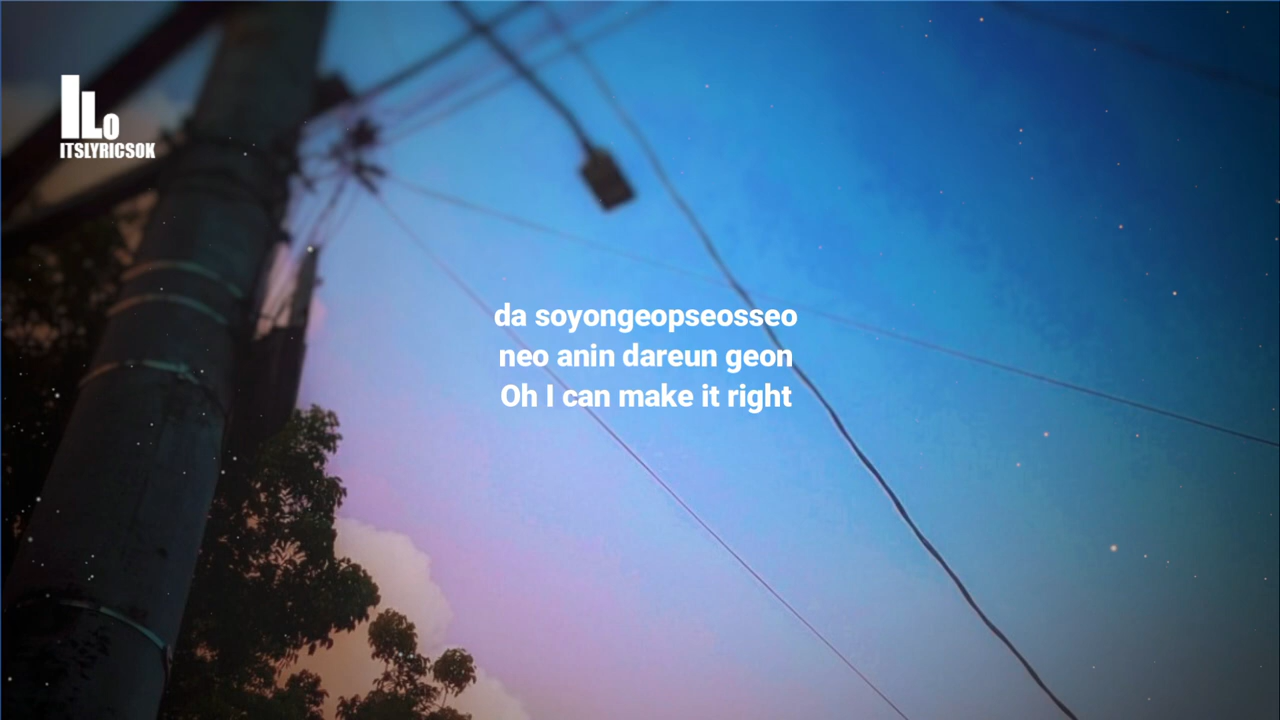 ILo
ITSLYRICSOK
da soyongeopseosseo
neo anin dareun geon
Oh I can make it right